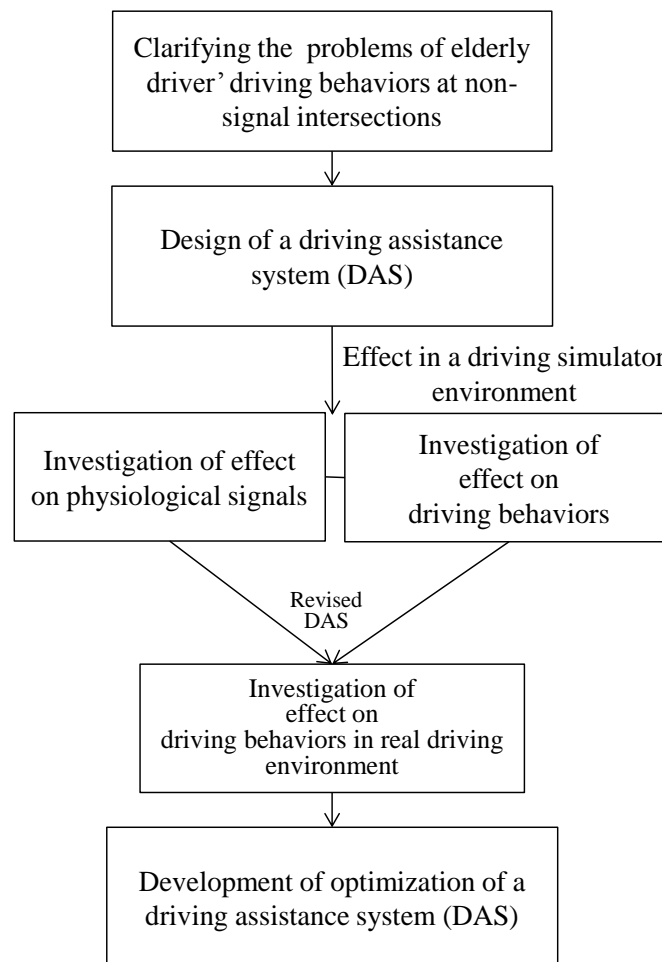 Clarifying the problems of elderly
driver’ driving behaviors at non-
signal intersections
Design of a driving assistance
system (DAS)
Effect in a driving simulator
environment
Investigation of effect
on physiological signals
Investigation of
effect on
driving behaviors
Revised
DAS
Investigation of
effect on
driving behaviors in real driving
environment
Development of optimization of a
driving assistance system (DAS)